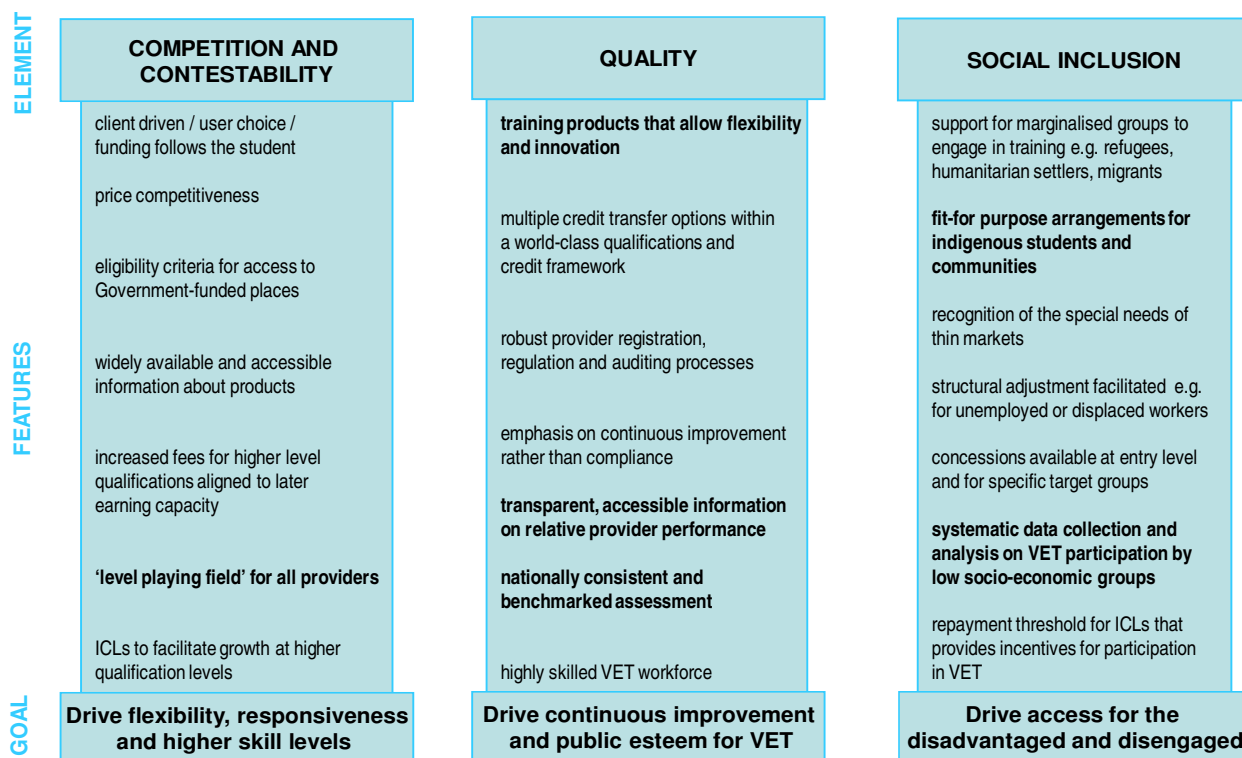 ELEMENT
COMPETITION AND
CONTESTABILITY
client driven / user choice /
funding follows the student
price competitiveness
eligibility criteria for access to
Government-funded places
widely available and accessible
information about products
increased fees for higher level
qualifications aligned to later
earning capacity
‘level playing field’ for all providers
ICLs to facilitate growth at higher
qualification levels
Drive flexibility, responsiveness
and higher skill levels
QUALITY
training products that allow flexibility
and innovation
multiple credit transfer options within
a world-class qualifications and
credit framework
robust provider registration,
regulation and auditing processes
emphasis on continuous improvement
rather than compliance
transparent, accessible information
on relative provider performance
nationally consistent and
benchmarked assessment
highly skilled VET workforce
Drive continuous improvement
and public esteem for VET
SOCIAL INCLUSION
support for marginalised groups to
engage in training e.g. refugees,
humanitarian settlers, migrants
fit-for purpose arrangements for
indigenous students and
communities
recognition of the special needs of
thin markets
structural adjustment facilitated e.g.
for unemployed or displaced workers
concessions available at entry level
and for specific target groups
systematic data collection and
analysis on VET participation by
low socio-economic groups
repayment threshold for ICLs that
provides incentives for participation
in VET
Drive access for the
disadvantaged and disengaged
FEATURES
GOAL